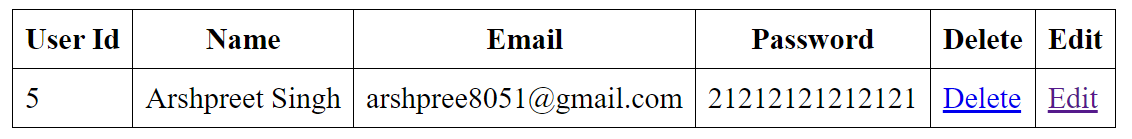 User Id Name Email Password Delete Edit
5 Arshpreet Singh arshpree8051@gmail.com 21212121212121 Delete Edit